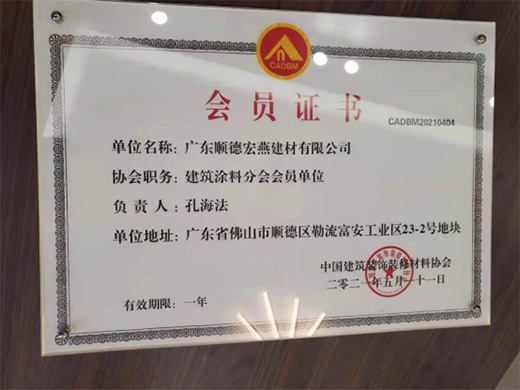 CADBM
会员证书
CADBM20210404
单位名称：广东顺德宏燕建材有限公司
协会职务：建筑涂料分会会员单位
负责人：孔海法
单位地址：广东省佛山市顺德区勒流富安工业区23-2号地块
中国建筑装饰装修材料协会
二零二一年五月十一日
有效期限：一年